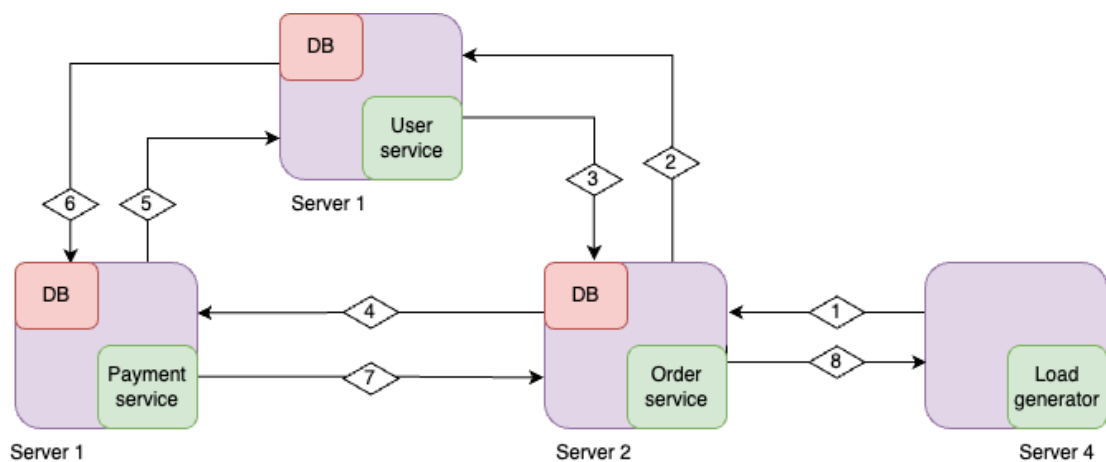 DB
User
service
Server 1
2
3
6
5
DB
Payment
service
Server 1
4
7
DB
Order
service
Server 2
1
8
Load
generator
Server 4